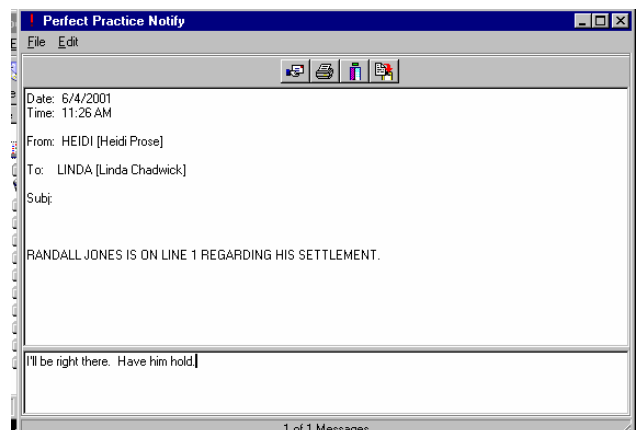 Perfect Practice Notify
File Edit
Date: 6/4/2001
Time: 11:26 AM
From: HEIDI [Heidi Prose]
To: LINDA [Linda Chadwick]
Subj:
RANDALL JONES IS ON LINE 1 REGARDING HIS SETTLEMENT.
I'll be right there. Have him hold.
1 of 1 Messages